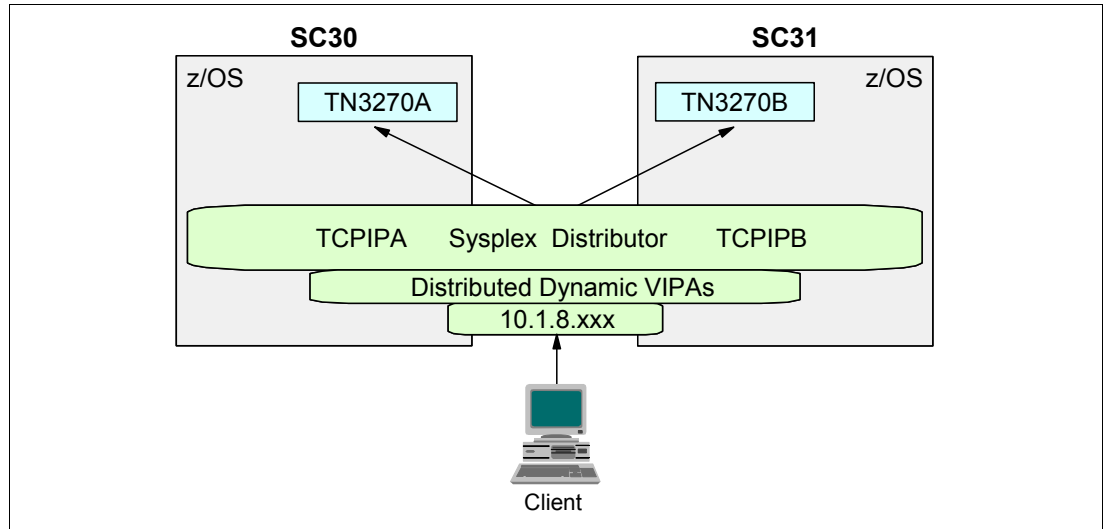 SC30 SC31
z/OS z/OS
TN3270A TN3270B
TCPIPA Sysplex Distributor TCPIPB
Distributed Dynamic VIPAs
10.1.8.xxx
Client